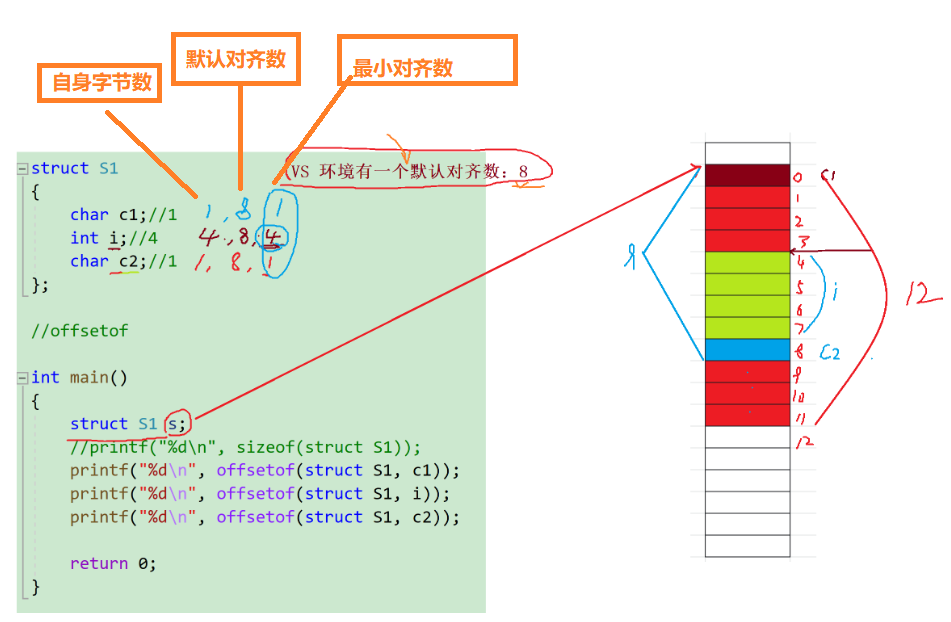 自身字节数
默认对齐数
最小对齐数
(VS 环境有一个默认对齐数: 8
struct S1
{
char c1;//1 1,8 1
int i;//4 4,8,4
char c2;//1 1, 8, 1
};
//offsetof
int main()
{
struct S1 s;
//printf("%d\n", sizeof(struct S1));
printf("%d\n", offsetof(struct S1, c1));
printf("%d\n", offsetof(struct S1, i));
printf("%d\n", offsetof(struct S1, c2));
return 0;
}
0 C1
1
2
3
4
5 i
6
7
8 C2
9
10
11
12
9
12